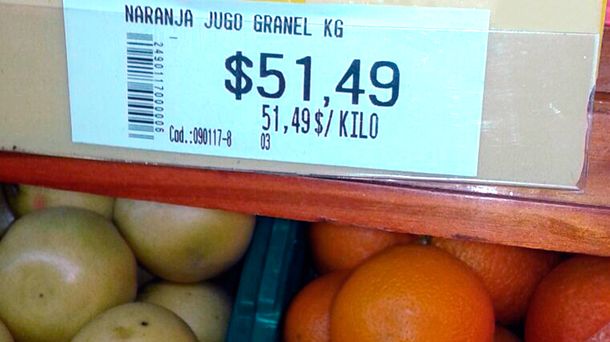 NARANJA JUGO GRANEL KG
$51,49
51,49$/KILO
2490117000006
Cod.:090117-8
03